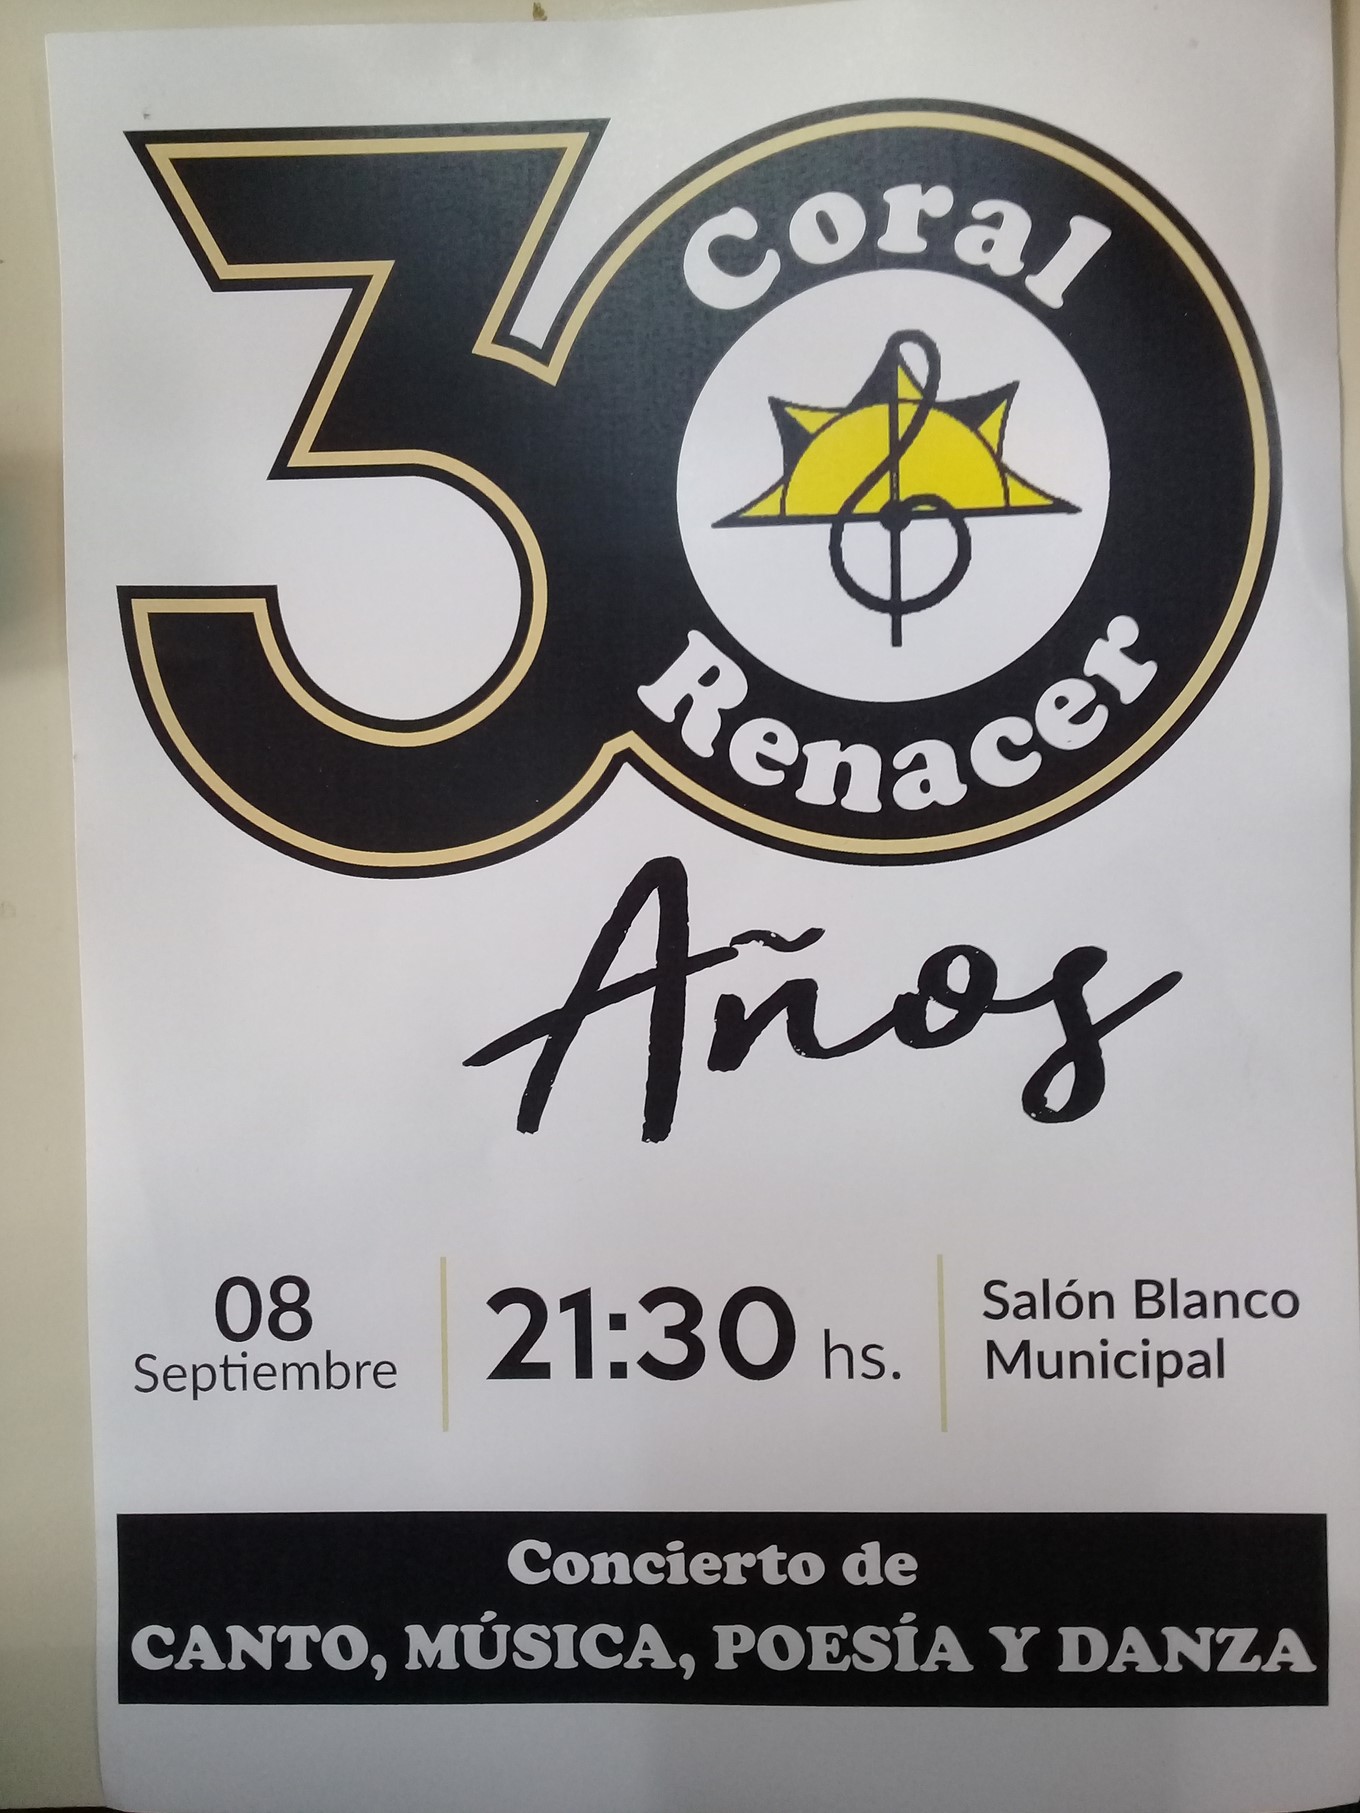 30
Coral
Renacer
Años
08
Septiembre
21:30 hs.
Salón Blanco
Municipal
Concierto de
CANTO, MÚSICA, POESÍA Y DANZA